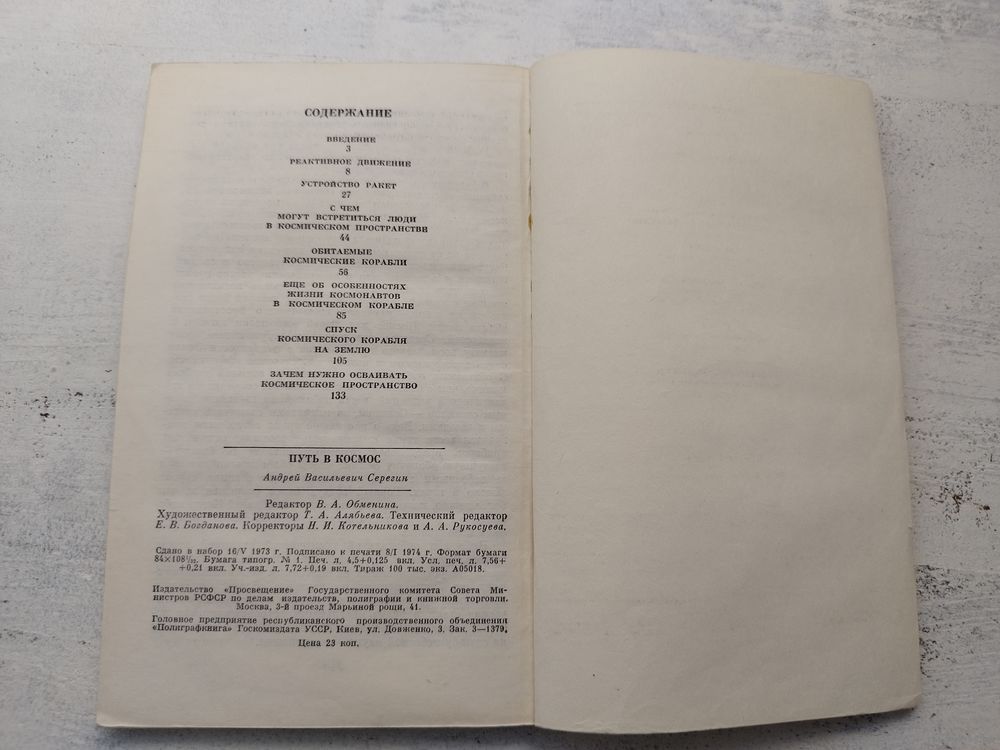 СОДЕРЖАНИЕ
ВВЕДЕНИЕ
3
РЕАКТИВНОЕ ДВИЖЕНИЕ
8
УСТРОЙСТВО РАКЕТ
27
С ЧЕМ
МОГУТ ВСТРЕТИТЬСЯ ЛЮДИ
В КОСМИЧЕСКОМ ПРОСТРАНСТВЕ
44
ОБИТАЕМЫЕ
КОСМИЧЕСКИЕ КОРАБЛИ
56
ЕЩЕ ОБ ОСОБЕННОСТЯХ
ЖИЗНИ КОСМОНАВТОВ
В КОСМИЧЕСКОМ КОРАБЛЕ
85
СПУСК
КОСМИЧЕСКОГО КОРАБЛЯ
НА ЗЕМЛЮ
105
ЗАЧЕМ НУЖНО ОСВАИВАТЬ
КОСМИЧЕСКОЕ ПРОСТРАНСТВО
133
ПУТЬ В КОСМОС
Андрей Васильевич Серегин
Редактор В. А. Обменина.
Художественный редактор Т. А. Алябьева. Технический редактор
Е. В. Богданова. Корректоры Н. И. Котельникова и А. А. Рукосуева.
Сдано в набор 16/V 1973 г. Подписано к печати 8/I 1974 г. Формат бумаги
84×108¹/₃₂. Бумага типогр. № 1. Печ. л. 4,5+0,125 вкл. Усл. печ. л. 7,56+
+0,21 вкл. Уч.-изд. л. 7,72+0,19 вкл. Тираж 100 тыс. экз. А05018.
Издательство «Просвещение» Государственного комитета Совета Ми-
нистров РСФСР по делам издательств, полиграфии и книжной торговли.
Москва, 3-й проезд Марьиной рощи, 41.
Головное предприятие республиканского производственного объединения
«Полиграфкнига» Госкомиздата УССР, Киев, ул. Довженко, 3. Зак. 3—1379.
Цена 23 коп.